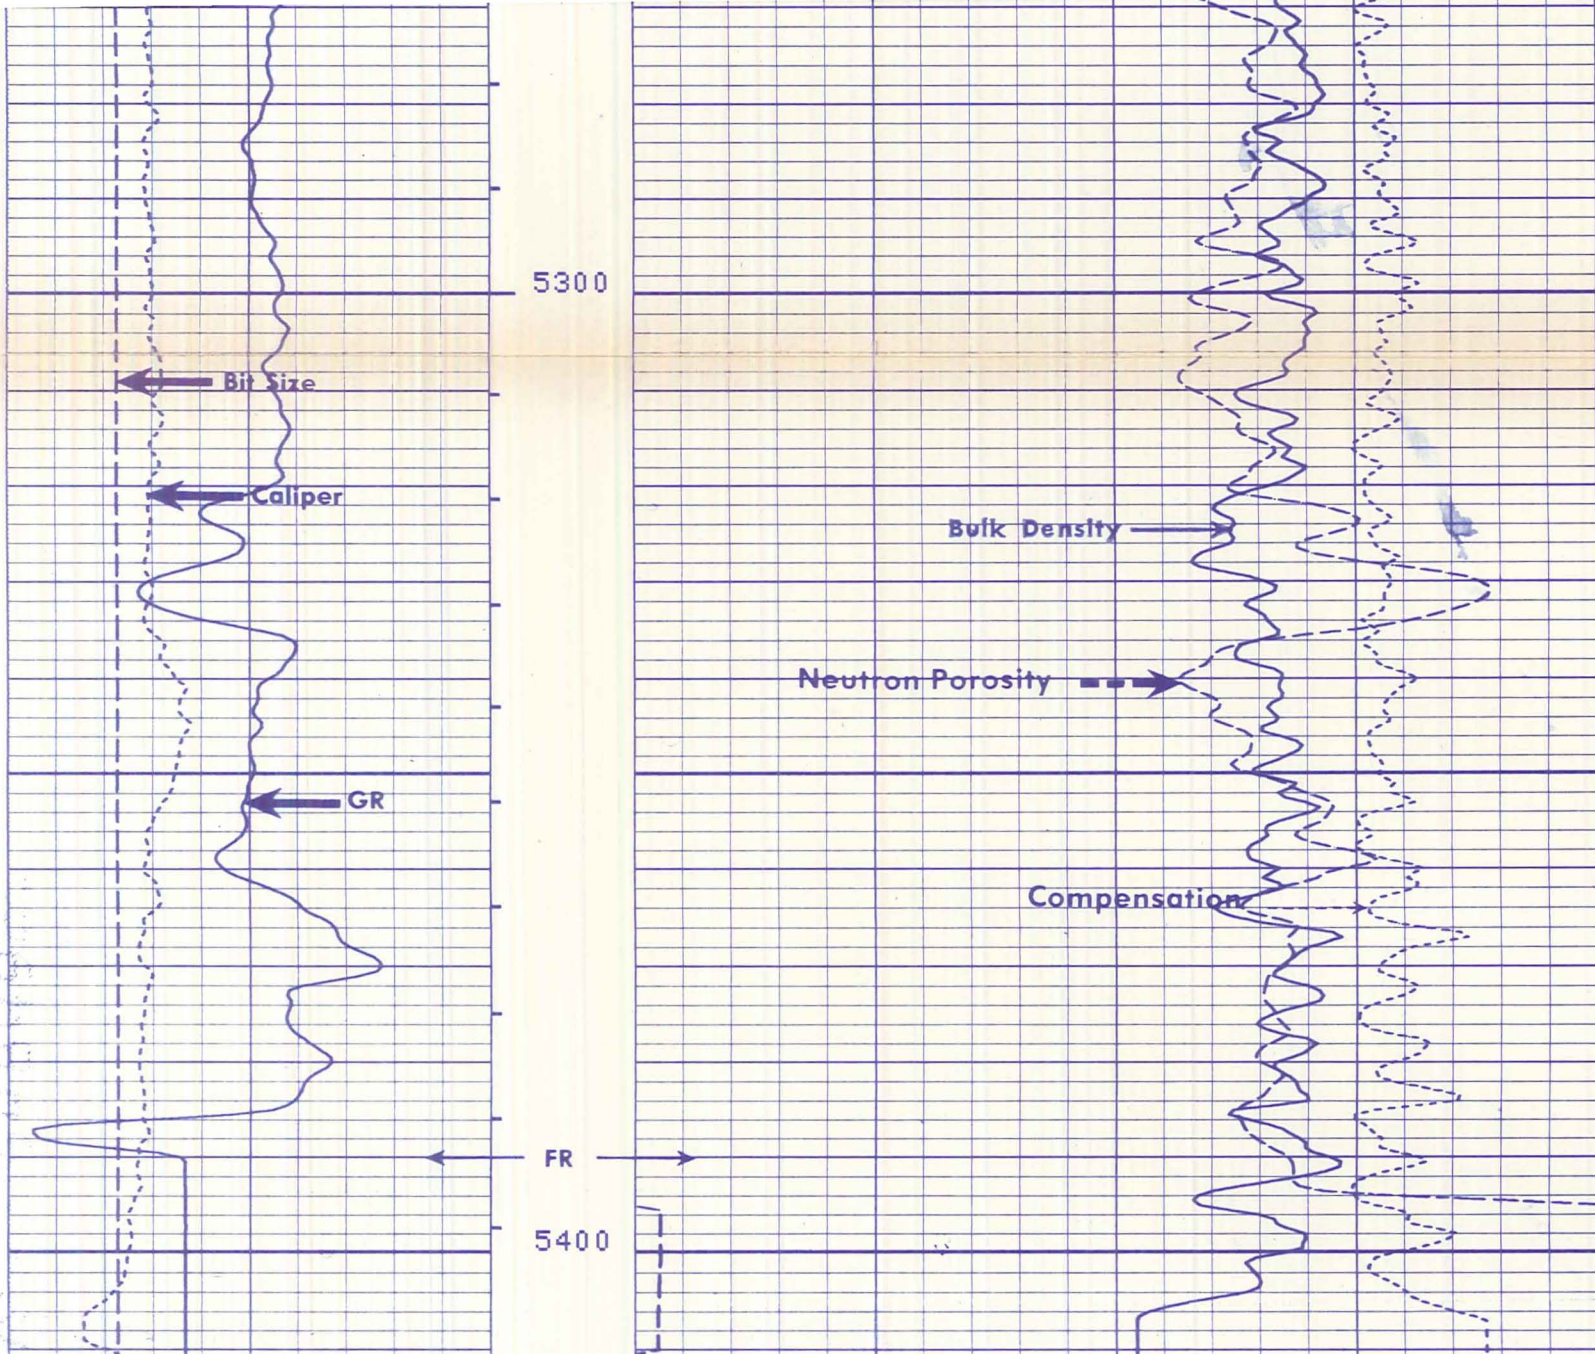 5300
Bit Size
Caliper
Bulk Density
Neutron Porosity
GR
Compensation
FR
5400